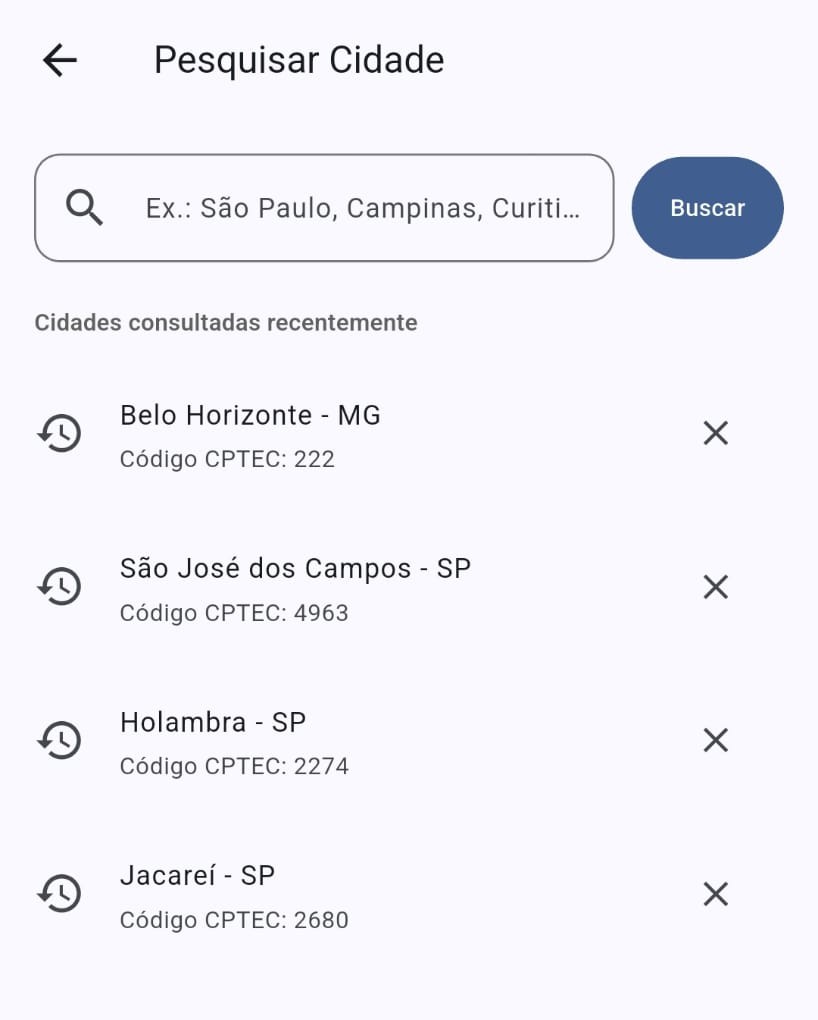 Pesquisar Cidade
Ex.: São Paulo, Campinas, Curiti...
Buscar
Cidades consultadas recentemente
Belo Horizonte - MG
Código CPTEC: 222
São José dos Campos - SP
Código CPTEC: 4963
Holambra - SP
Código CPTEC: 2274
Jacareí - SP
Código CPTEC: 2680